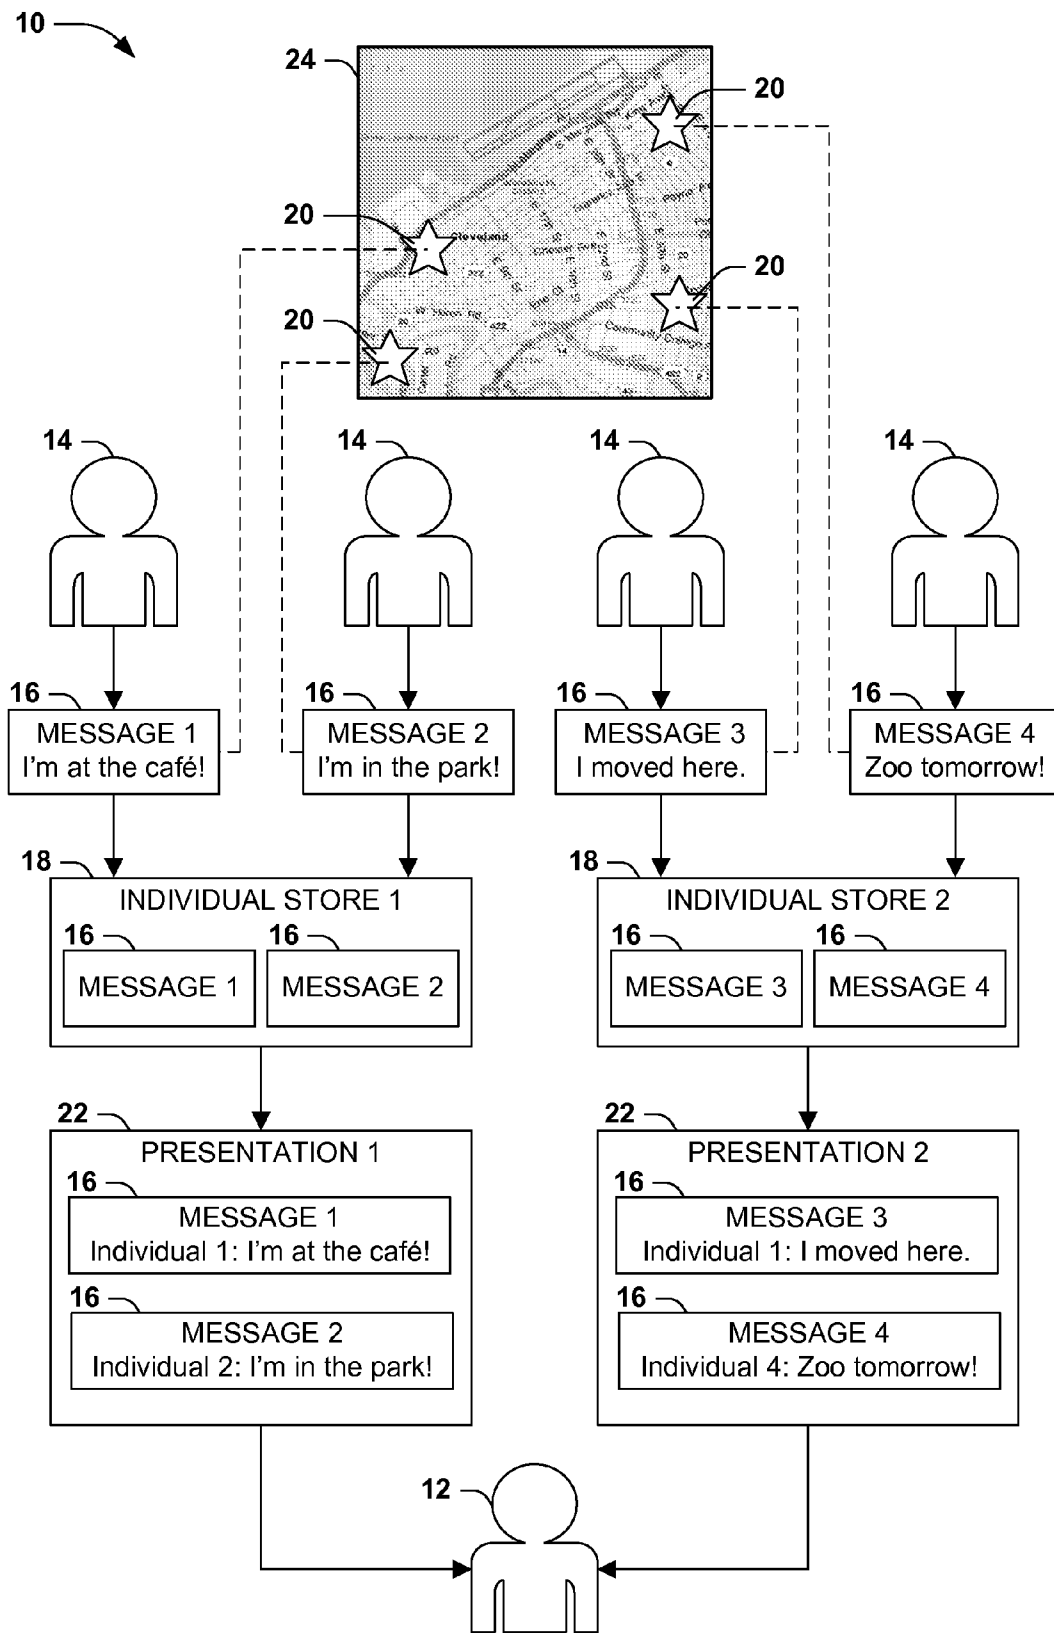 10
24
20
20
Cleveland
20
20
14
14
14
14
16
16
16
16
MESSAGE 1
I'm at the café!
MESSAGE 2
I'm in the park!
MESSAGE 3
I moved here.
MESSAGE 4
Zoo tomorrow!
18
18
INDIVIDUAL STORE 1
INDIVIDUAL STORE 2
16
16
16
16
MESSAGE 1
MESSAGE 2
MESSAGE 3
MESSAGE 4
22
22
PRESENTATION 1
PRESENTATION 2
16
16
MESSAGE 1
Individual 1: I'm at the café!
MESSAGE 3
Individual 1: I moved here.
16
16
MESSAGE 2
Individual 2: I'm in the park!
MESSAGE 4
Individual 4: Zoo tomorrow!
12